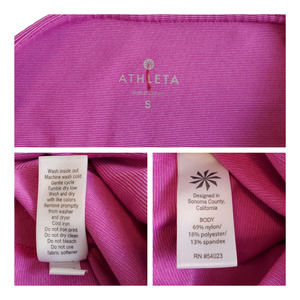 ATHLETA
S
Wash inside out
Machine wash cold
Gentle cycle
Tumble dry low
Wash and dry
with like colors
Remove promptly
from washer
and dryer
Cool iron
Do not iron print
Do not dry clean
Do not bleach
Do not use
fabric softener
Designed in
Sonoma County,
California
BODY
69% nylon/
18% polyester/
13% spandex
RN #54023